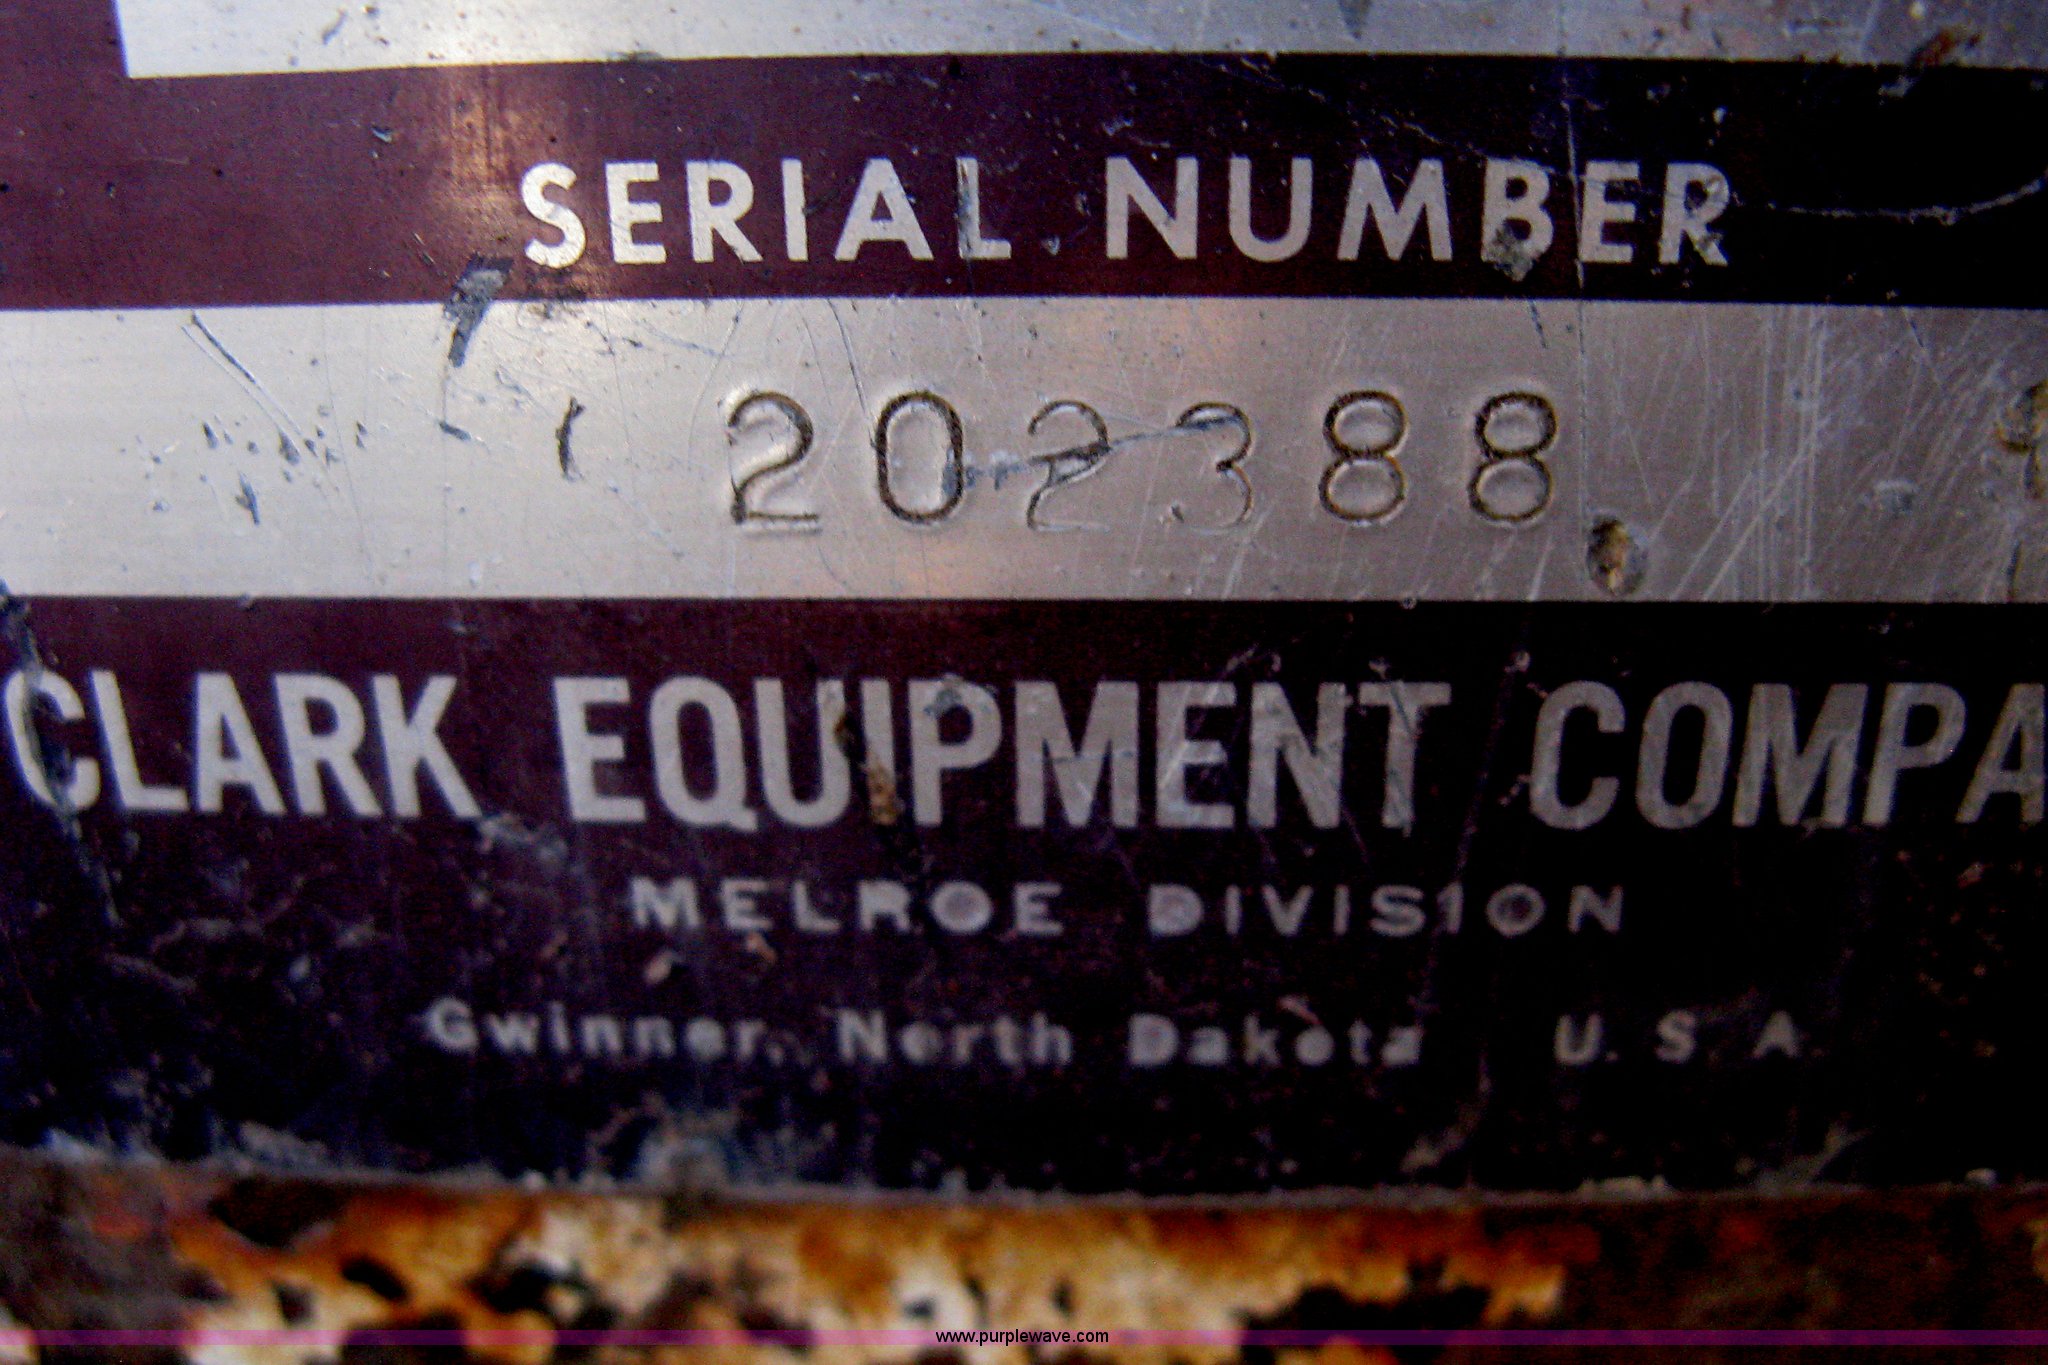 SERIAL NUMBER
202388
CLARK EQUIPMENT COMPA
MELROE DIVISION
Gwinner, North Dakota U.S.A.
www.purplewave.com